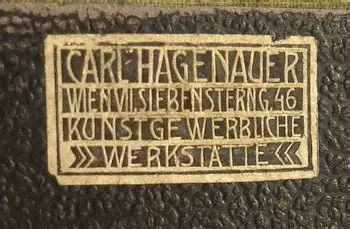 CARL HAGENAUER
WIEN VII. SIEBENSTERNG. 46
KUNSTGEWERBLICHE
» WERKSTÄTTE «